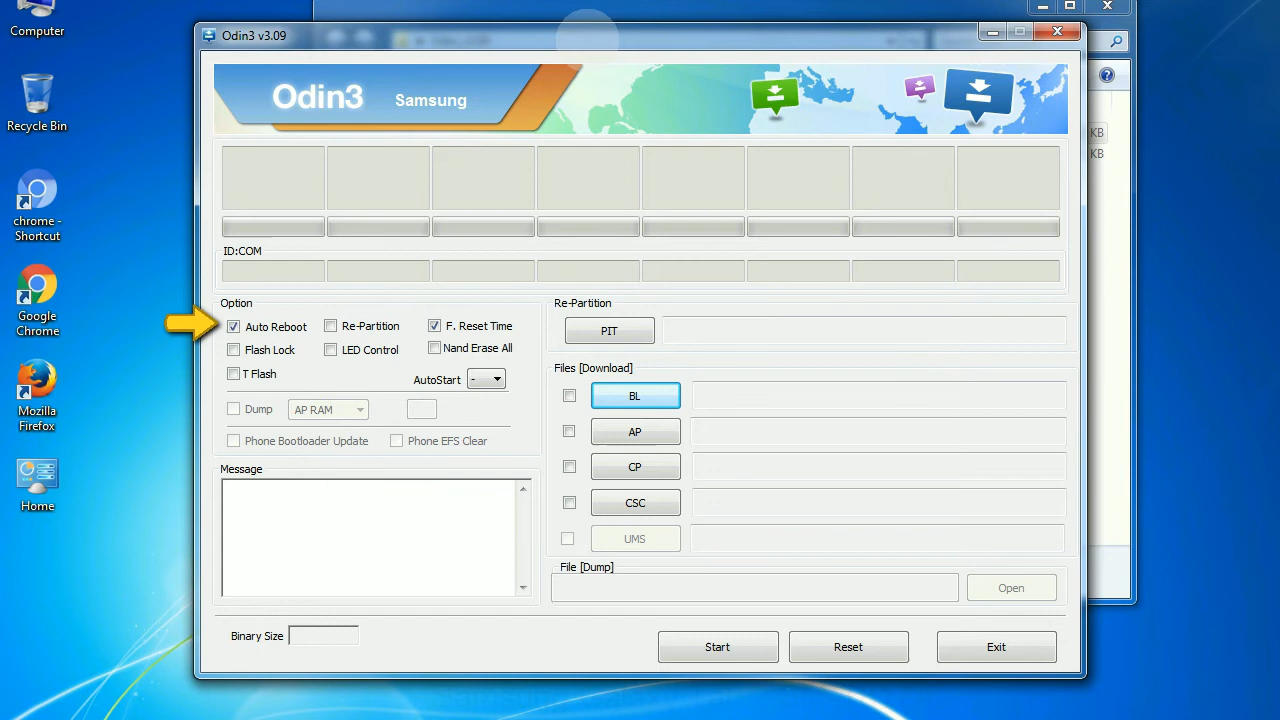 Computer
Recycle Bin
chrome -
Shortcut
Google
Chrome
Mozilla
Firefox
Home
Odin3 v3.09
Odin3
Samsung
ID:COM
Option
Auto Reboot
Re-Partition
F. Reset Time
Flash Lock
LED Control
Nand Erase All
T Flash
AutoStart
-
Dump
AP RAM
Phone Bootloader Update
Phone EFS Clear
Message
Binary Size
Re-Partition
PIT
Files [Download]
BL
AP
CP
CSC
UMS
File [Dump]
Open
Start
Reset
Exit
KB
KB